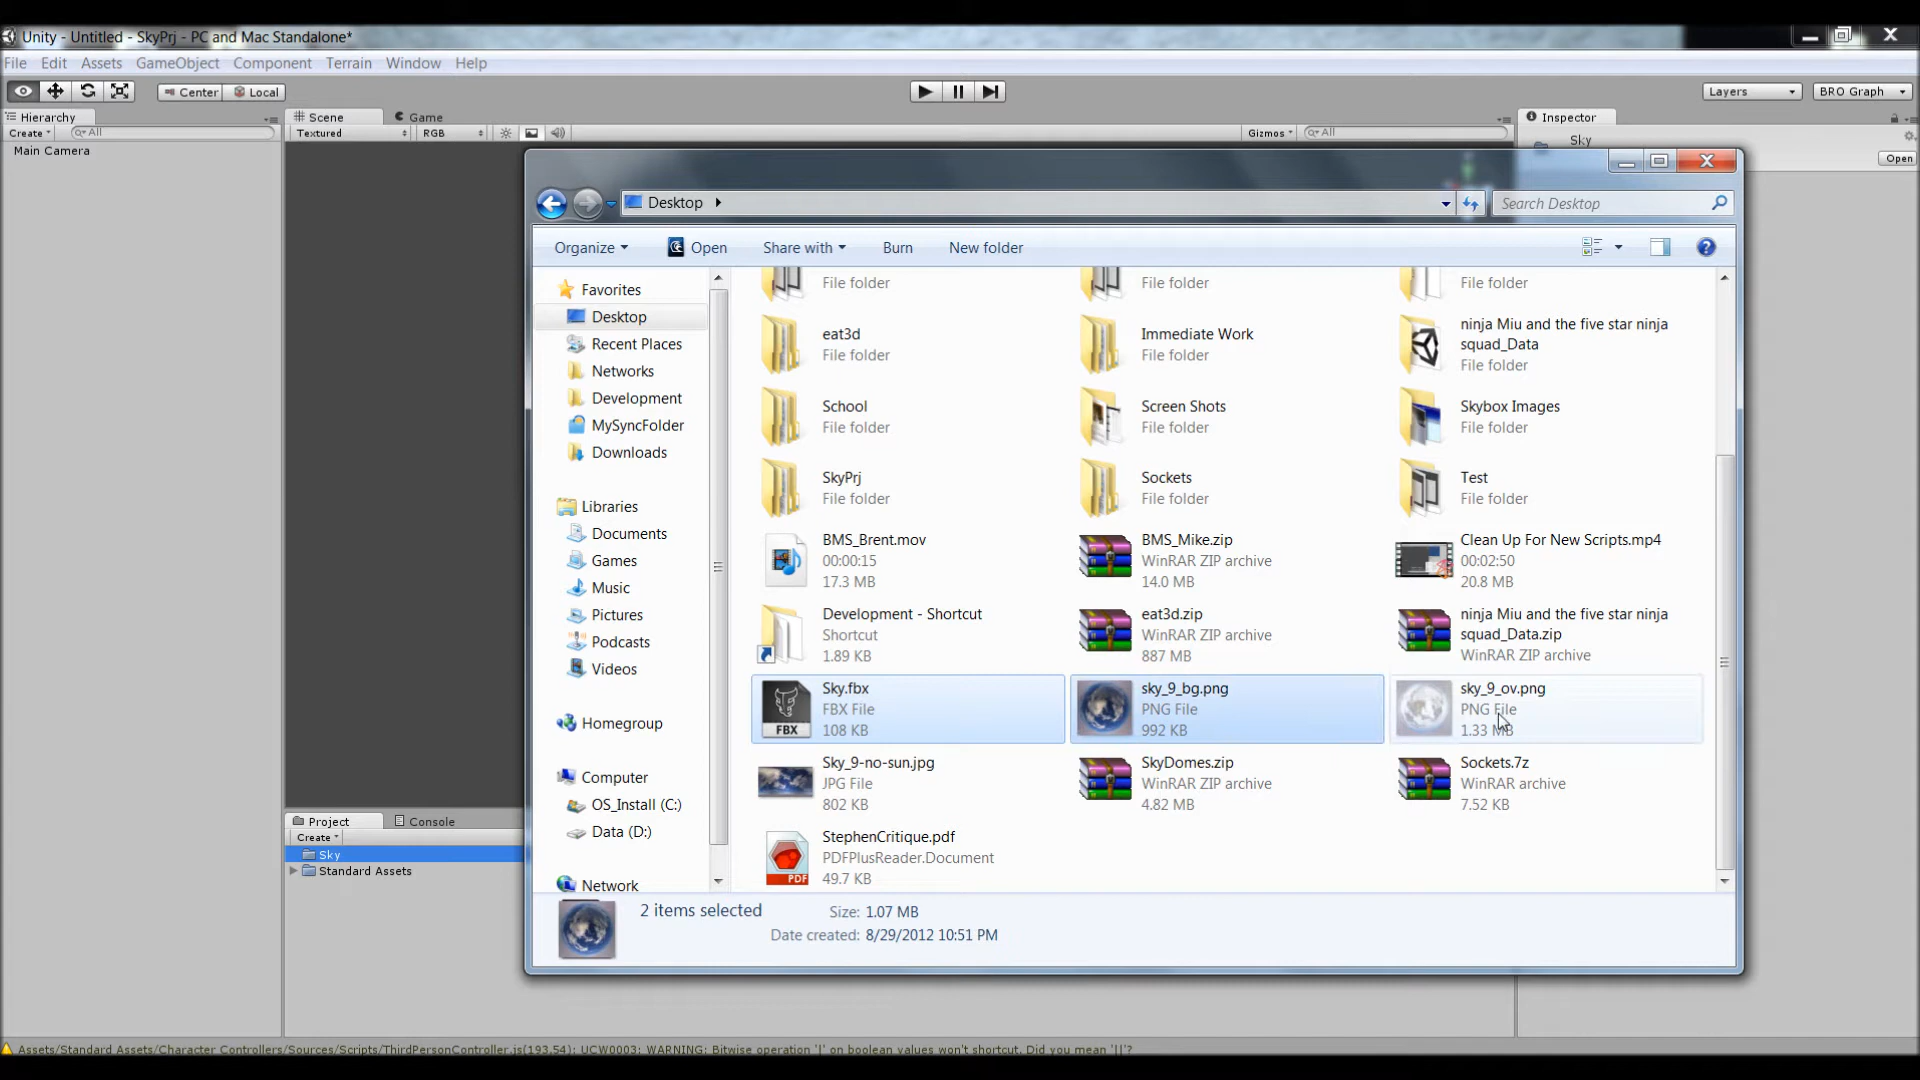 Unity - Untitled - SkyPrj - PC and Mac Standalone*
File Edit Assets GameObject Component Terrain Window Help
Center Local Layers BRO Graph
Hierarchy
Create All
Main Camera
Scene Game
Textured RGB Gizmos All
Inspector
Sky
Open
Desktop
Search Desktop
Organize Open Share with Burn New folder
Favorites
Desktop
Recent Places
Networks
Development
MySyncFolder
Downloads
Libraries
Documents
Games
Music
Pictures
Podcasts
Videos
Homegroup
Computer
OS_Install (C:)
Data (D:)
Network
File folder
File folder
File folder
eat3d
File folder
Immediate Work
File folder
ninja Miu and the five star ninja
squad_Data
File folder
School
File folder
Screen Shots
File folder
Skybox Images
File folder
SkyPrj
File folder
Sockets
File folder
Test
File folder
BMS_Brent.mov
00:00:15
17.3 MB
BMS_Mike.zip
WinRAR ZIP archive
14.0 MB
Clean Up For New Scripts.mp4
00:02:50
20.8 MB
Development - Shortcut
Shortcut
1.89 KB
eat3d.zip
WinRAR ZIP archive
887 MB
ninja Miu and the five star ninja
squad_Data.zip
WinRAR ZIP archive
Sky.fbx
FBX File
108 KB
FBX
sky_9_bg.png
PNG File
992 KB
sky_9_ov.png
PNG File
1.33 MB
Sky_9-no-sun.jpg
JPG File
802 KB
SkyDomes.zip
WinRAR ZIP archive
4.82 MB
Sockets.7z
WinRAR archive
7.52 KB
StephenCritique.pdf
PDFPlusReader.Document
49.7 KB
PDF
2 items selected Size: 1.07 MB
Date created: 8/29/2012 10:51 PM
Project Console
Create
Sky
Standard Assets
Assets/Standard Assets/Character Controllers/Sources/Scripts/ThirdPersonController.js(193,54): UCW0003: WARNING: Bitwise operation '|' on boolean values won't shortcut. Did you mean '||'?